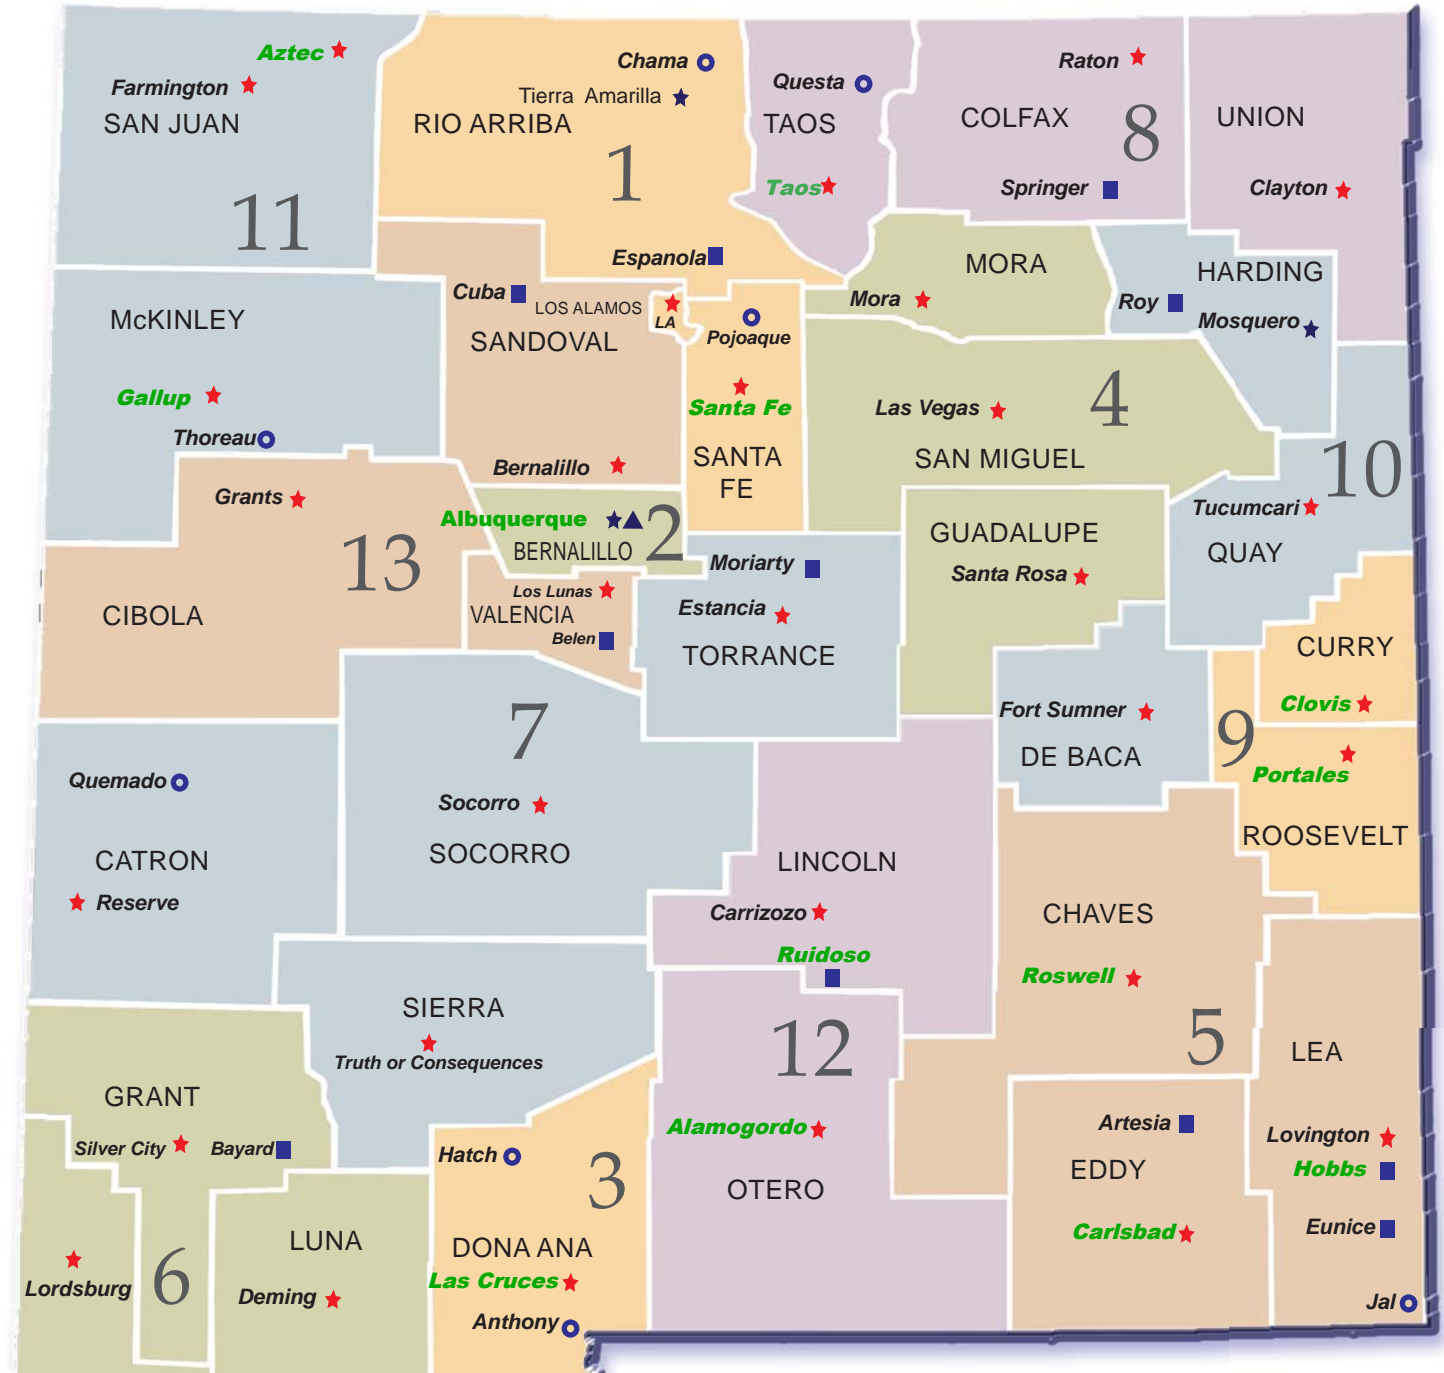 Aztec
Farmington
SAN JUAN
11
Chama
Tierra Amarilla
RIO ARRIBA
1
Espanola
Questa
TAOS
Taos
Raton
COLFAX
8
Springer
UNION
Clayton
McKINLEY
Gallup
Thoreau
Cuba
LOS ALAMOS
LA
SANDOVAL
Bernalillo
Pojoaque
Santa Fe
SANTA
FE
MORA
Mora
HARDING
Roy
Mosquero
Las Vegas
4
SAN MIGUEL
10
Tucumcari
QUAY
Grants
13
CIBOLA
Albuquerque
2
BERNALILLO
Los Lunas
VALENCIA
Belen
Moriarty
Estancia
TORRANCE
GUADALUPE
Santa Rosa
CURRY
Clovis
9
Portales
ROOSEVELT
Fort Sumner
DE BACA
7
Socorro
SOCORRO
Quemado
CATRON
Reserve
LINCOLN
Carrizozo
Ruidoso
CHAVES
Roswell
5
SIERRA
Truth or Consequences
12
Alamogordo
OTERO
LEA
Lovington
Hobbs
Eunice
Jal
Artesia
EDDY
Carlsbad
GRANT
Silver City
Bayard
Lordsburg
6
LUNA
Deming
Hatch
3
DONA ANA
Las Cruces
Anthony